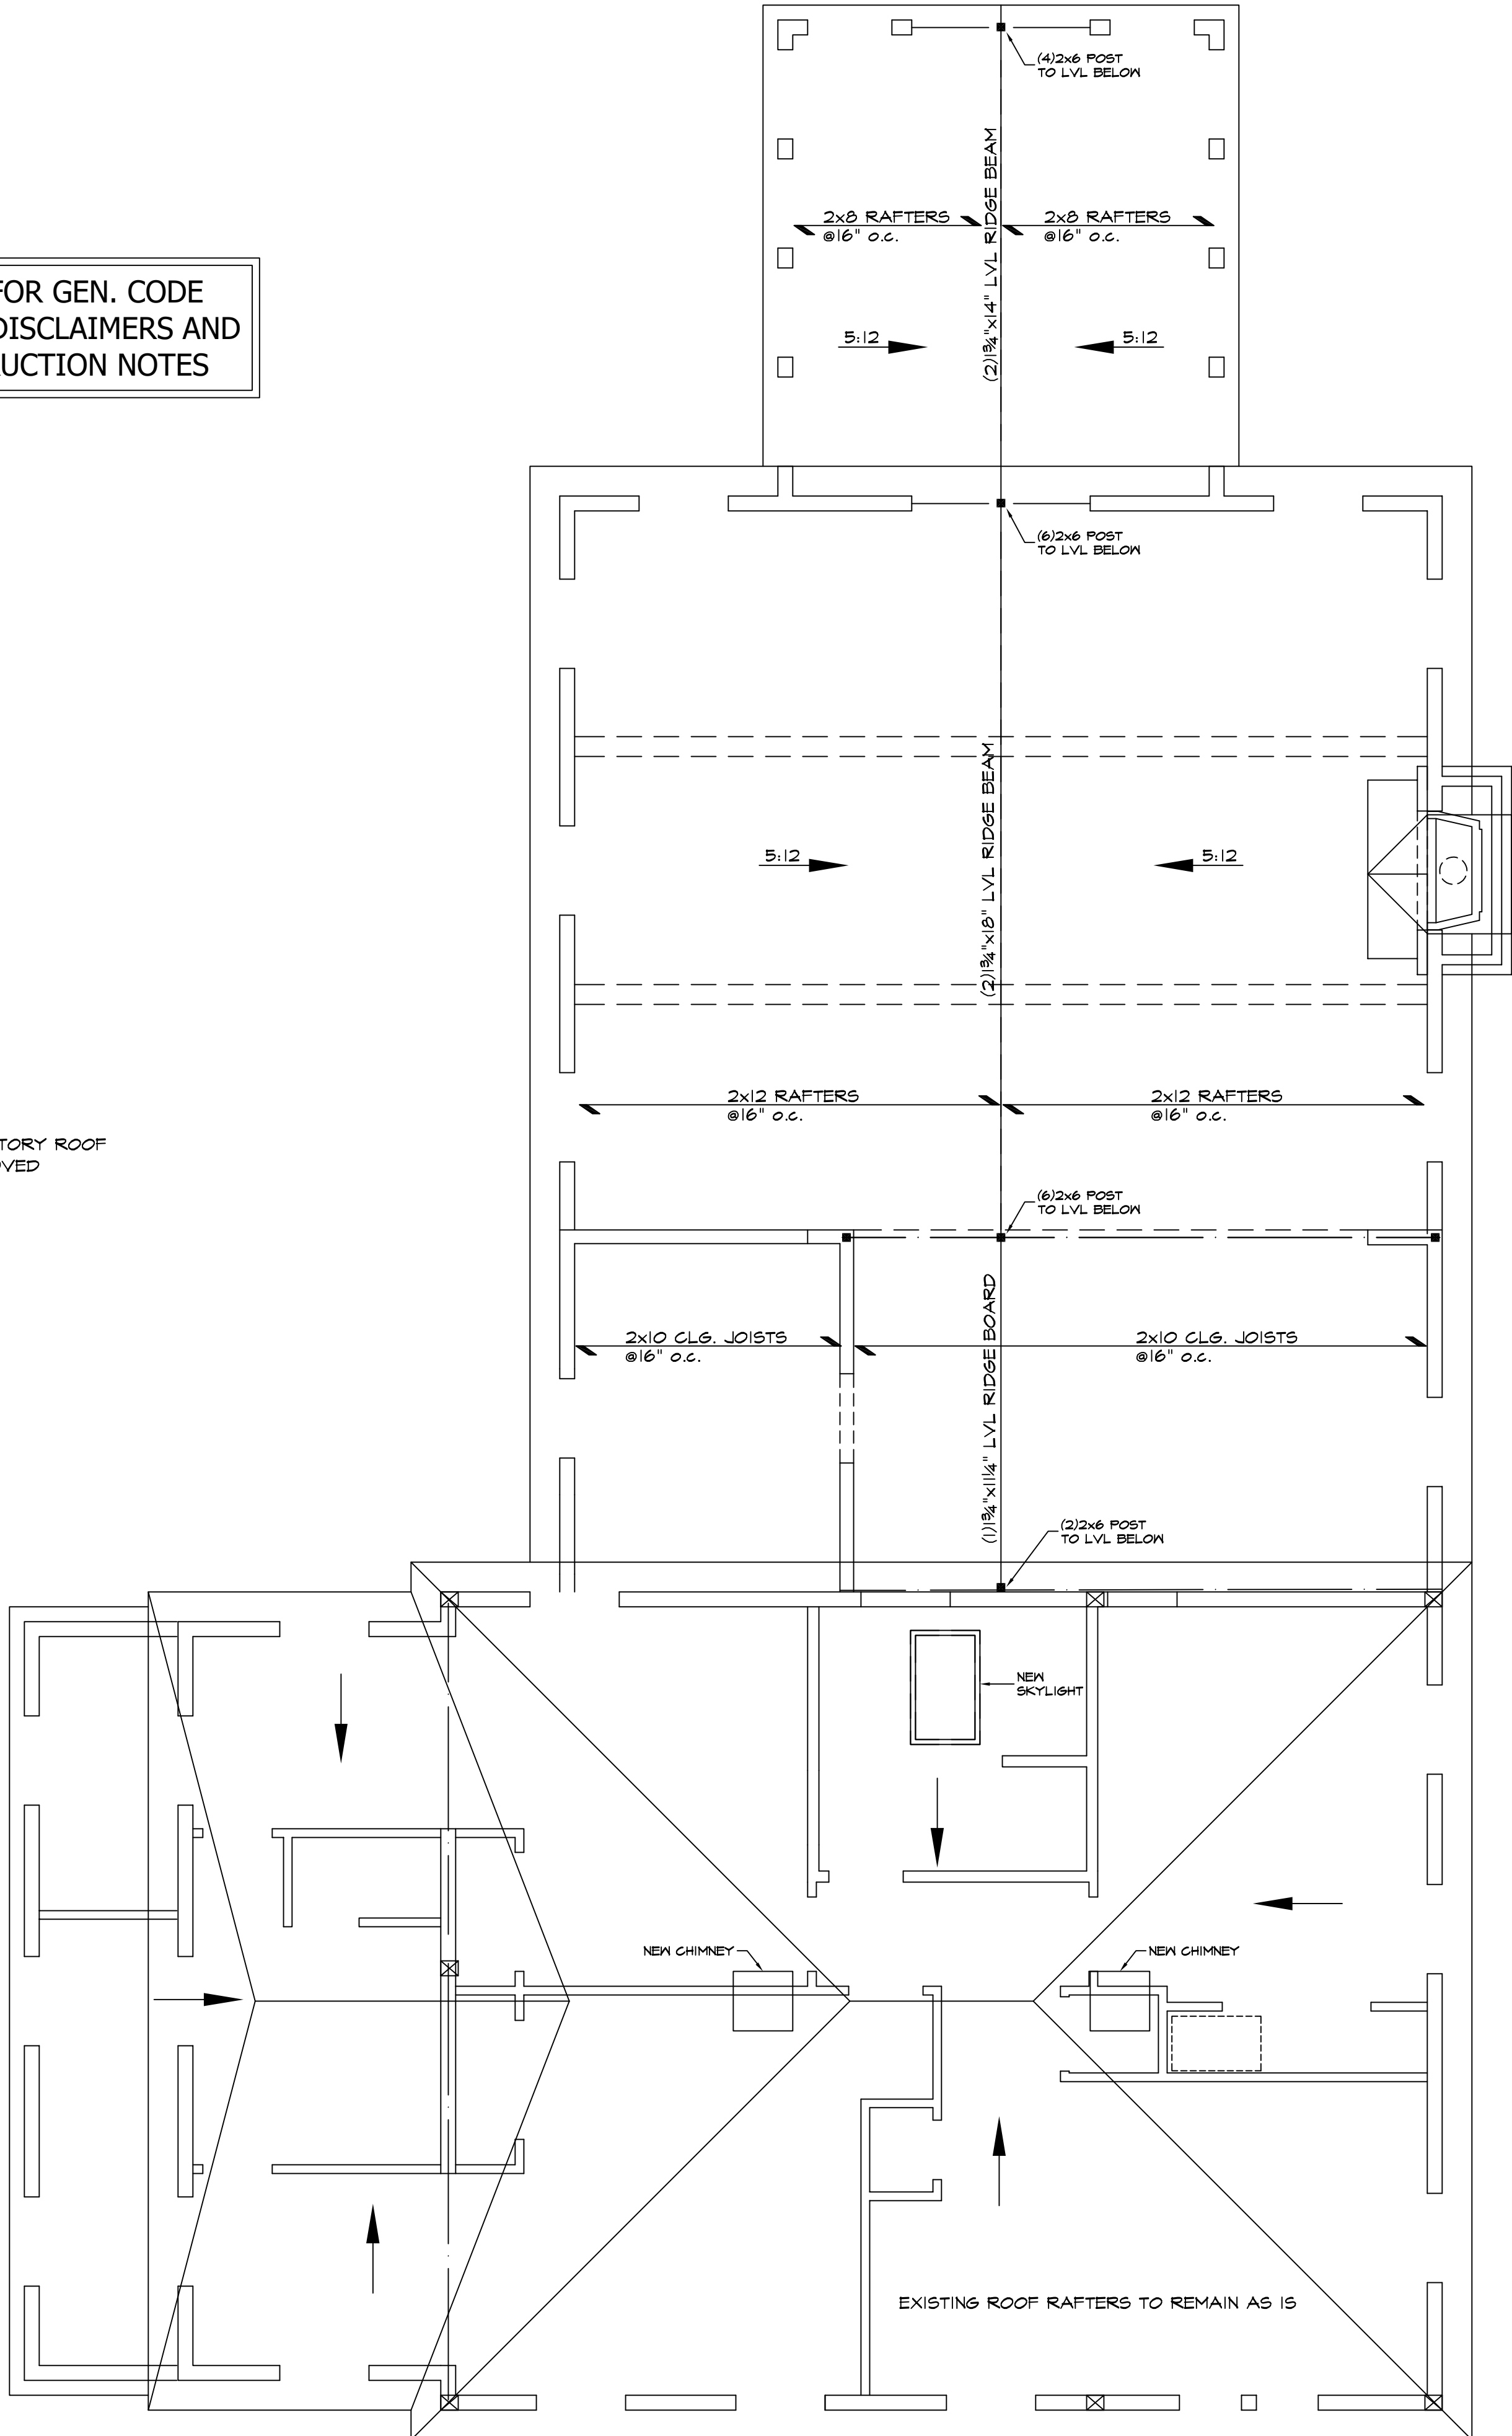 (4)2x6 POST
TO LVL BELOW
(2)1¾"x14" LVL RIDGE BEAM
2x8 RAFTERS
@16" o.c.
2x8 RAFTERS
@16" o.c.
FOR GEN. CODE
DISCLAIMERS AND
UCTION NOTES
5:12
5:12
(6)2x6 POST
TO LVL BELOW
(2)1¾"x18" LVL RIDGE BEAM
5:12
5:12
2x12 RAFTERS
@16" o.c.
2x12 RAFTERS
@16" o.c.
TORY ROOF
VED
(6)2x6 POST
TO LVL BELOW
(1)1¾"x11¼" LVL RIDGE BOARD
2x10 CLG. JOISTS
@16" o.c.
2x10 CLG. JOISTS
@16" o.c.
(2)2x6 POST
TO LVL BELOW
NEW
SKYLIGHT
NEW CHIMNEY
NEW CHIMNEY
EXISTING ROOF RAFTERS TO REMAIN AS IS